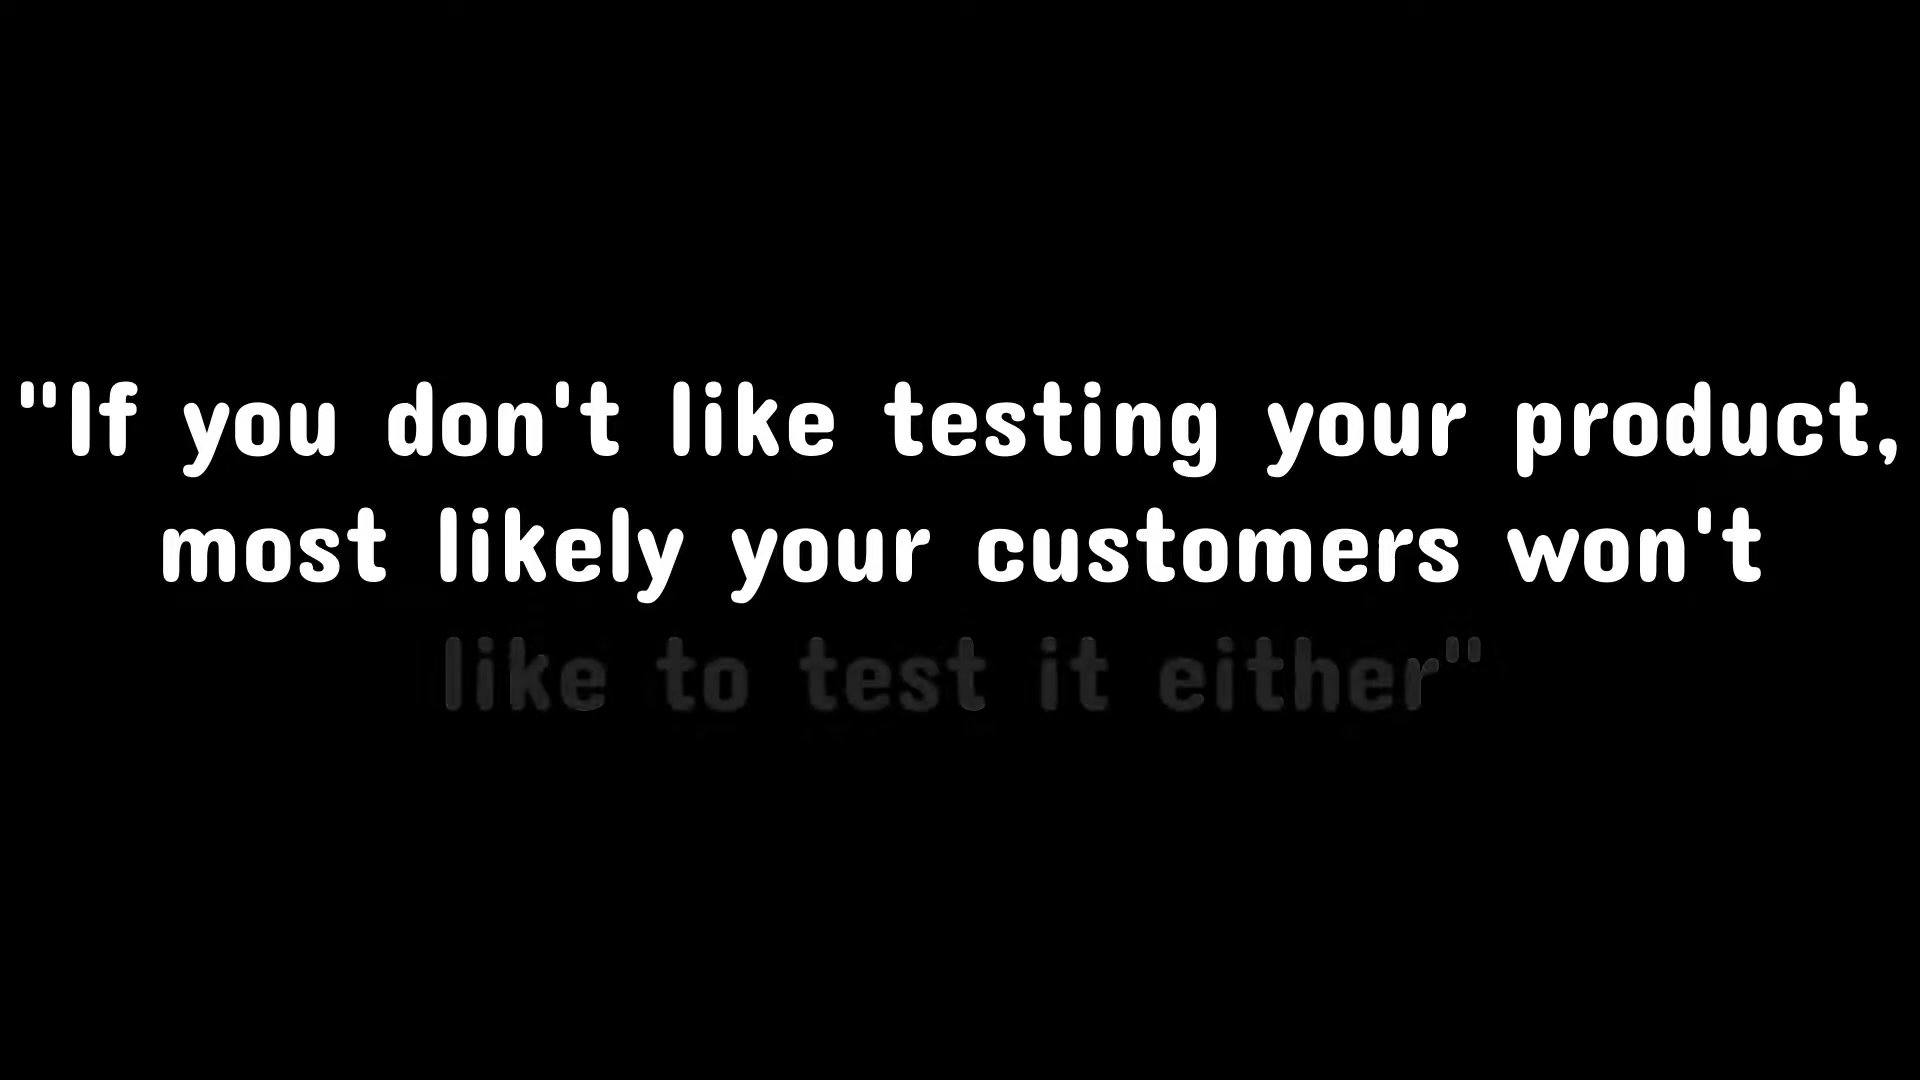 "If you don't like testing your product,
most likely your customers won't
like to test it either"